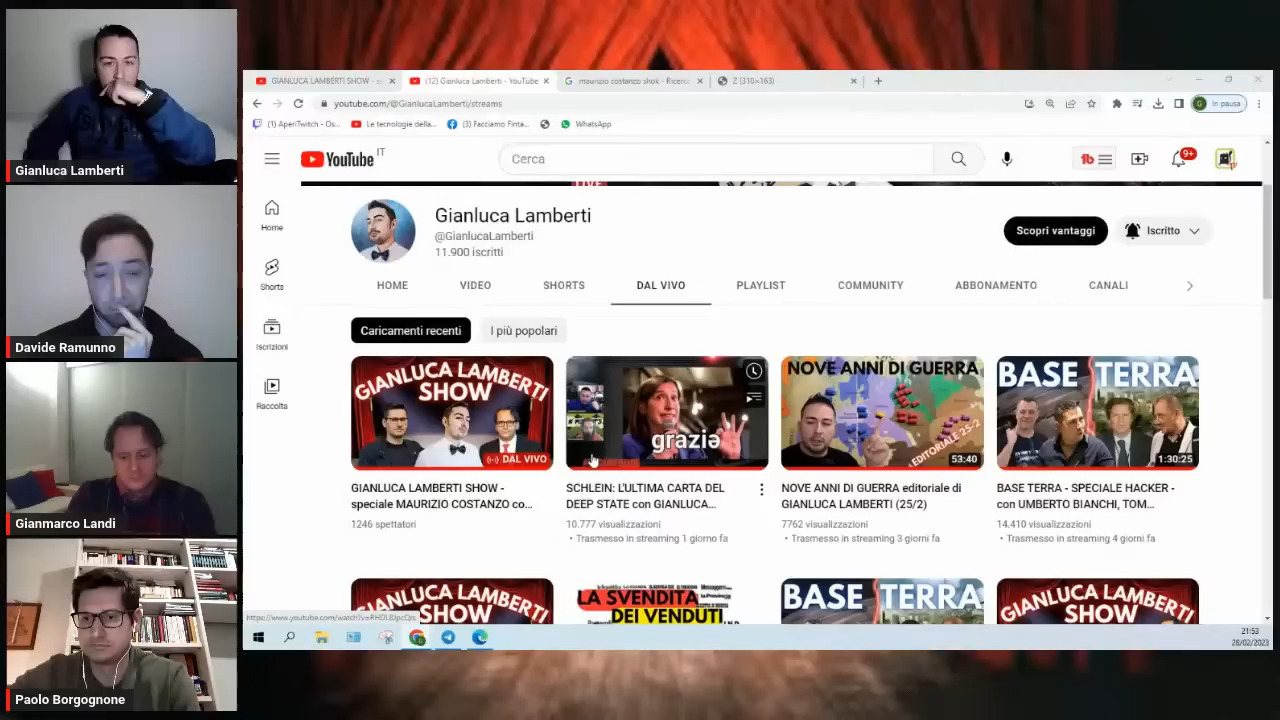 Gianluca Lamberti
Davide Ramunno
Gianmarco Landi
Paolo Borgognone
GIANLUCA LAMBERTI SHOW - s
(12) Gianluca Lamberti - YouTube
maurizio costanzo shok - Ricerc
Z (310×163)
youtube.com/@GianlucaLamberti/streams
In pausa
(1) AperiTwitch - Os...
Le tecnologie della...
(3) Facciamo Finta...
WhatsApp
YouTube IT
Cerca
9+
LIVE
Home
Shorts
Iscrizioni
Raccolta
Gianluca Lamberti
@GianlucaLamberti
11.900 iscritti
Scopri vantaggi
Iscritto
HOME VIDEO SHORTS DAL VIVO PLAYLIST COMMUNITY ABBONAMENTO CANALI
Caricamenti recenti
I più popolari
GIANLUCA LAMBERTI
SHOW
DAL VIVO
GIANLUCA LAMBERTI SHOW -
speciale MAURIZIO COSTANZO co...
1246 spettatori
graziə
SCHLEIN: L'ULTIMA CARTA DEL
DEEP STATE con GIANLUCA...
10.777 visualizzazioni
• Trasmesso in streaming 1 giorno fa
NOVE ANNI DI GUERRA
EDITORIALE 25-2
53:40
NOVE ANNI DI GUERRA editoriale di
GIANLUCA LAMBERTI (25/2)
7762 visualizzazioni
• Trasmesso in streaming 3 giorni fa
BASE TERRA
1:30:25
BASE TERRA - SPECIALE HACKER -
con UMBERTO BIANCHI, TOM...
14.410 visualizzazioni
• Trasmesso in streaming 4 giorni fa
GIANLUCA LAMBERTI
SHOW
LA SVENDITA
DEI VENDUTI
BASE TERRA
GIANLUCA LAMBERTI
SHOW
21:53
28/02/2023